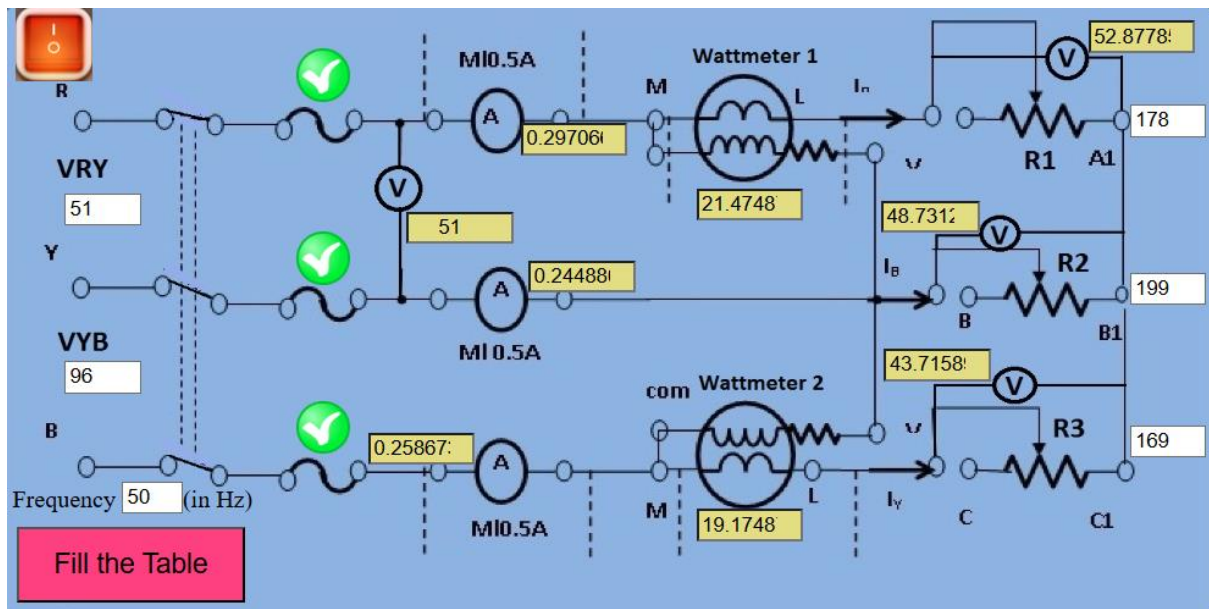 I
O
R
MI0.5A
Wattmeter 1
52.8778
M
L
A
0.29706
178
VRY
R1
A1
51
V
21.4748
48.7312
51
Y
0.24488
R2
A
199
VYB
B
B1
MI 0.5A
96
43.7158
Wattmeter 2
com
V
B
R3
0.25867
169
A
Frequency
50
(in Hz)
M
L
C
C1
MI0.5A
19.1748
Fill the Table